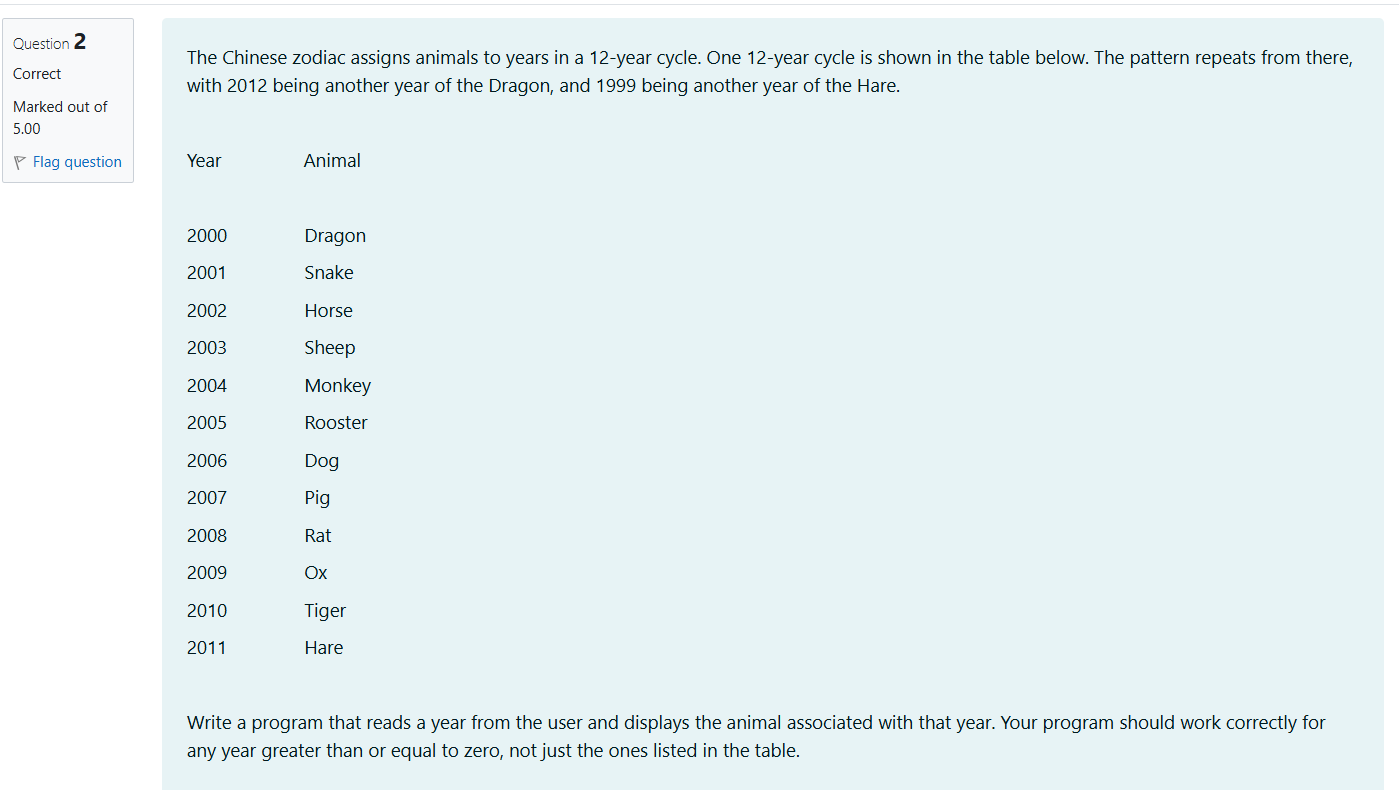 Question 2
Correct
Marked out of
5.00
Flag question
The Chinese zodiac assigns animals to years in a 12-year cycle. One 12-year cycle is shown in the table below. The pattern repeats from there,
with 2012 being another year of the Dragon, and 1999 being another year of the Hare.
Year Animal
2000 Dragon
2001 Snake
2002 Horse
2003 Sheep
2004 Monkey
2005 Rooster
2006 Dog
2007 Pig
2008 Rat
2009 Ox
2010 Tiger
2011 Hare
Write a program that reads a year from the user and displays the animal associated with that year. Your program should work correctly for
any year greater than or equal to zero, not just the ones listed in the table.